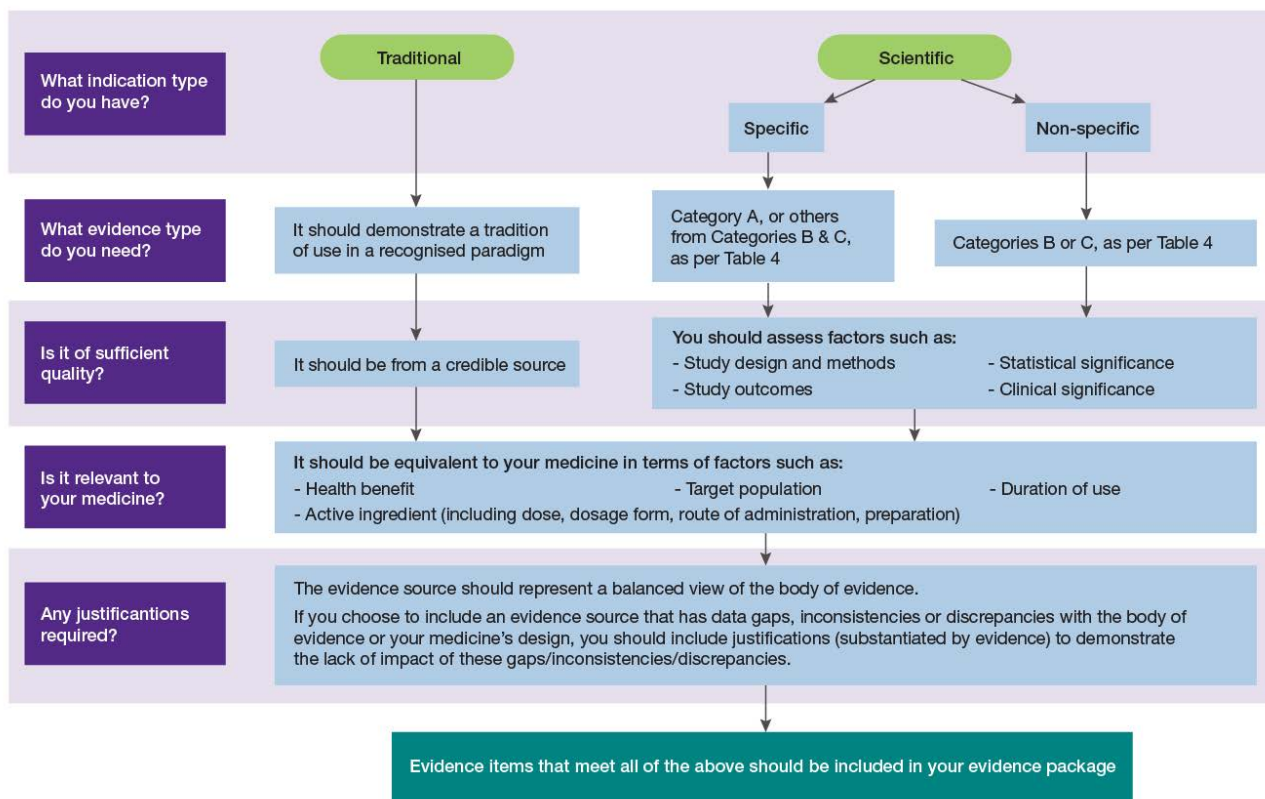 What indication type
do you have?
Traditional
Scientific
Specific
Non-specific
What evidence type
do you need?
It should demonstrate a tradition
of use in a recognised paradigm
Category A, or others
from Categories B & C,
as per Table 4
Categories B or C, as per Table 4
Is it of sufficient
quality?
It should be from a credible source
You should assess factors such as:
- Study design and methods
- Statistical significance
- Study outcomes
- Clinical significance
Is it relevant to
your medicine?
It should be equivalent to your medicine in terms of factors such as:
- Health benefit
- Target population
- Duration of use
- Active ingredient (including dose, dosage form, route of administration, preparation)
Any justificantions
required?
The evidence source should represent a balanced view of the body of evidence.
If you choose to include an evidence source that has data gaps, inconsistencies or discrepancies with the body of
evidence or your medicine's design, you should include justifications (substantiated by evidence) to demonstrate
the lack of impact of these gaps/inconsistencies/discrepancies.
Evidence items that meet all of the above should be included in your evidence package